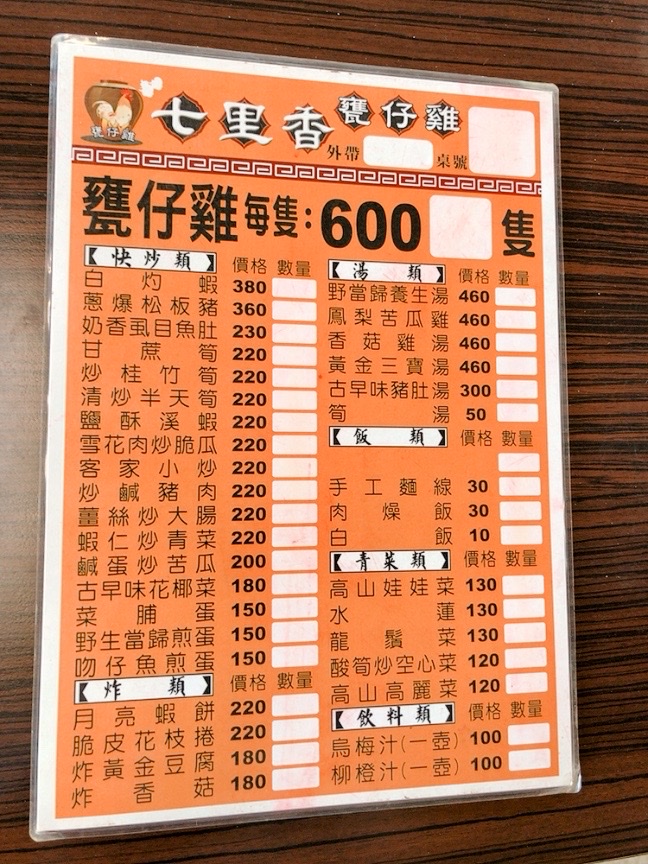 甕仔雞
七里香甕仔雞
外帶 桌號
甕仔雞每隻：600 隻
【快炒類】 價格 數量
白灼蝦 380
蔥爆松板豬 360
奶香虱目魚肚 230
甘蔗筍 220
炒桂竹筍 220
清炒半天筍 220
鹽酥溪蝦 220
雪花肉炒脆瓜 220
客家小炒 220
炒鹹豬肉 220
薑絲炒大腸 220
蝦仁炒青菜 220
鹹蛋炒苦瓜 200
古早味花椰菜 180
菜脯蛋 150
野生當歸煎蛋 150
吻仔魚煎蛋 150
【炸類】 價格 數量
月亮蝦餅 220
脆皮花枝捲 220
炸黃金豆腐 180
炸香菇 180
【湯類】 價格 數量
野當歸養生湯 460
鳳梨苦瓜雞 460
香菇雞湯 460
黃金三寶湯 460
古早味豬肚湯 300
筍湯 50
【飯類】 價格 數量
手工麵線 30
肉燥飯 30
白飯 10
【青菜類】 價格 數量
高山娃娃菜 130
水蓮 130
龍鬚菜 130
酸筍炒空心菜 120
高山高麗菜 120
【飲料類】 價格 數量
烏梅汁(一壺) 100
柳橙汁(一壺) 100